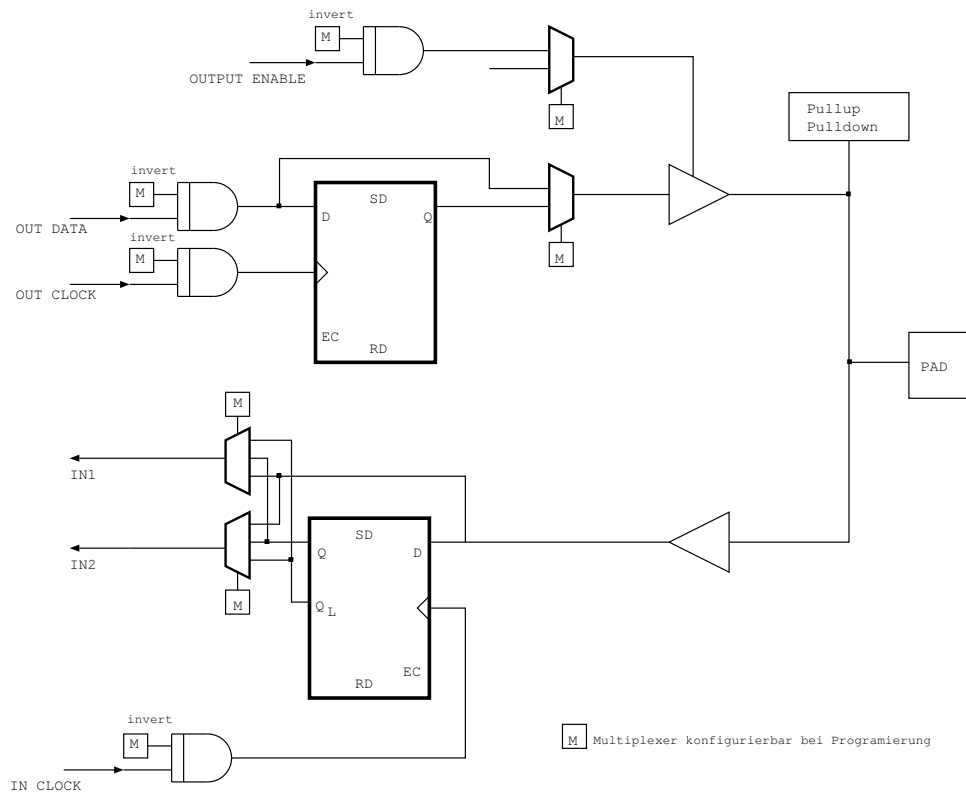 invert
M
OUTPUT ENABLE
M
Pullup
Pulldown
invert
M
OUT DATA
SD
D
Q
invert
M
OUT CLOCK
M
EC
RD
PAD
M
IN1
SD
Q
D
IN2
M
Q L
EC
RD
invert
M
IN CLOCK
M Multiplexer konfigurierbar bei Programierung